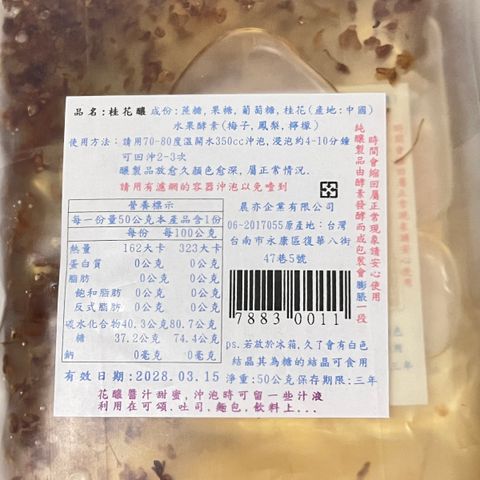 品名:桂花釀 成份:蔗糖,果糖,葡萄糖,桂花(產地:中國)
水果酵素(梅子,鳳梨,檸檬)
使用方法:請用70-80度溫開水350cc沖泡,浸泡約4-10分鐘
可回沖2-3次
釀製品放愈久顏色愈深,屬正常情況.
請用有濾網的容器沖泡以免嗆到
純釀製品由酵素發酵而成包裝會膨脹一段
時間會縮回屬正常現象請安心使用
營養標示
每一份量50公克本產品含1份
每份 每100公克
熱量 162大卡 323大卡
蛋白質 0公克 0公克
脂肪 0公克 0公克
飽和脂肪 0公克 0公克
反式脂肪 0公克 0公克
碳水化合物40.3公克80.7公克
糖 37.2公克 74.4公克
鈉 0毫克 0毫克
晨亦企業有限公司
06-2017055原產地:台灣
台南市永康區復華八街
47巷5號
7883 0011
ps.若放於冰箱,久了會有白色
結晶其為糖的結晶可食用
有效日期:2028.03.15 淨重:50公克保存期限:三年
花釀醬汁甜蜜,沖泡時可留一些汁液
利用在可頌.吐司.麵包.飲料上...